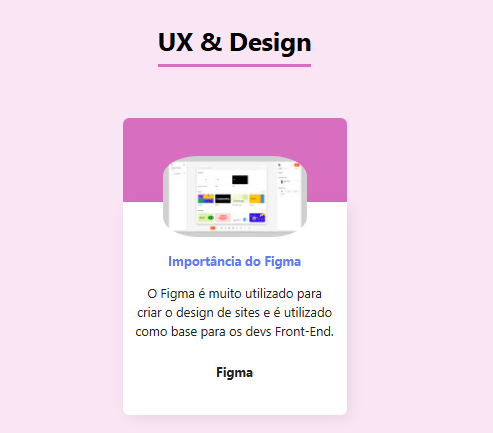 UX & Design
Importância do Figma
O Figma é muito utilizado para
criar o design de sites e é utilizado
como base para os devs Front-End.
Figma